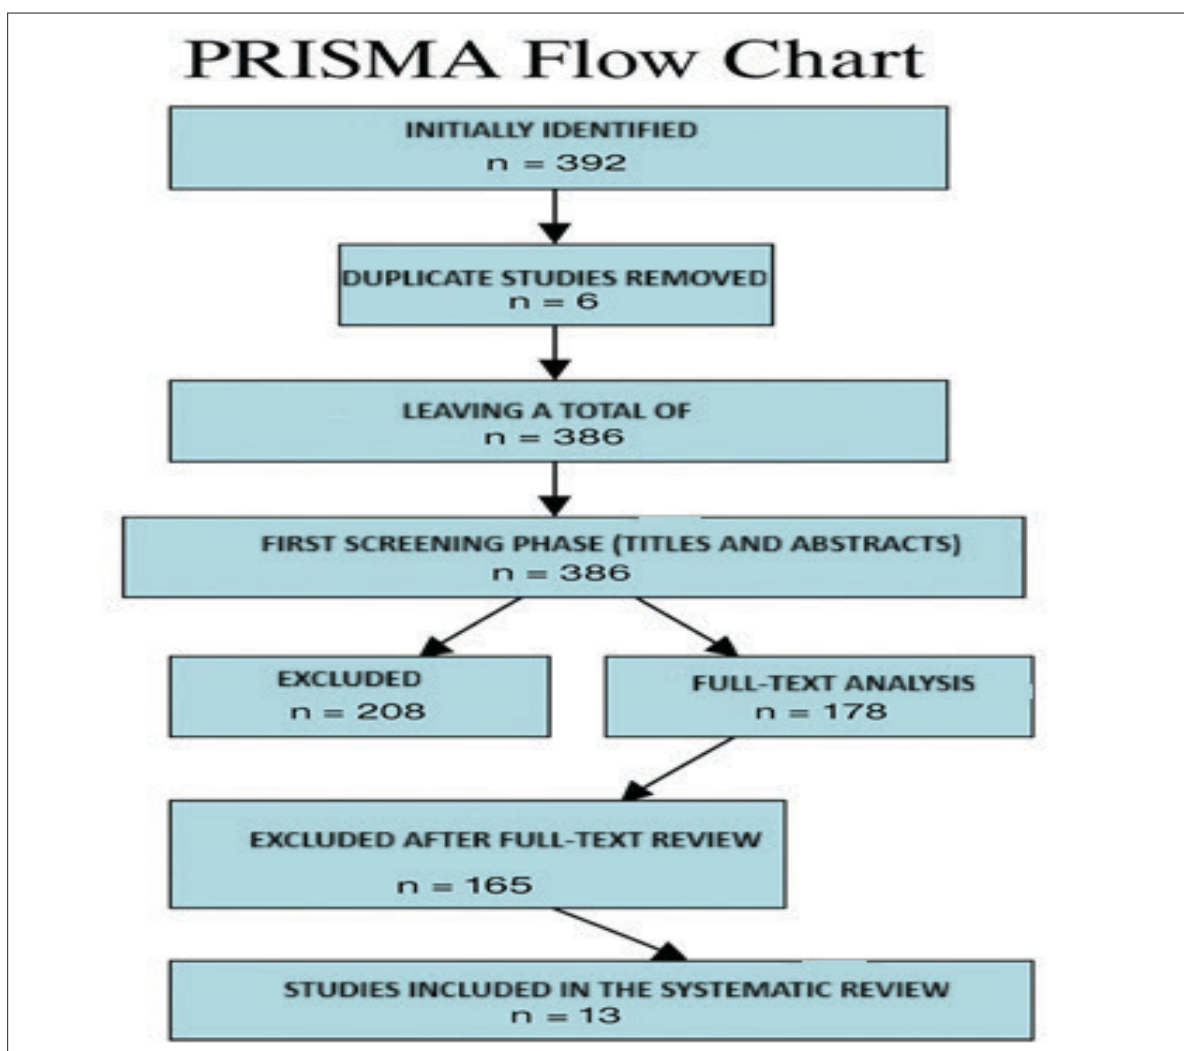 PRISMA Flow Chart
INITIALLY IDENTIFIED
n = 392
DUPLICATE STUDIES REMOVED
n = 6
LEAVING A TOTAL OF
n = 386
FIRST SCREENING PHASE (TITLES AND ABSTRACTS)
n = 386
EXCLUDED
n = 208
FULL-TEXT ANALYSIS
n = 178
EXCLUDED AFTER FULL-TEXT REVIEW
n = 165
STUDIES INCLUDED IN THE SYSTEMATIC REVIEW
n = 13